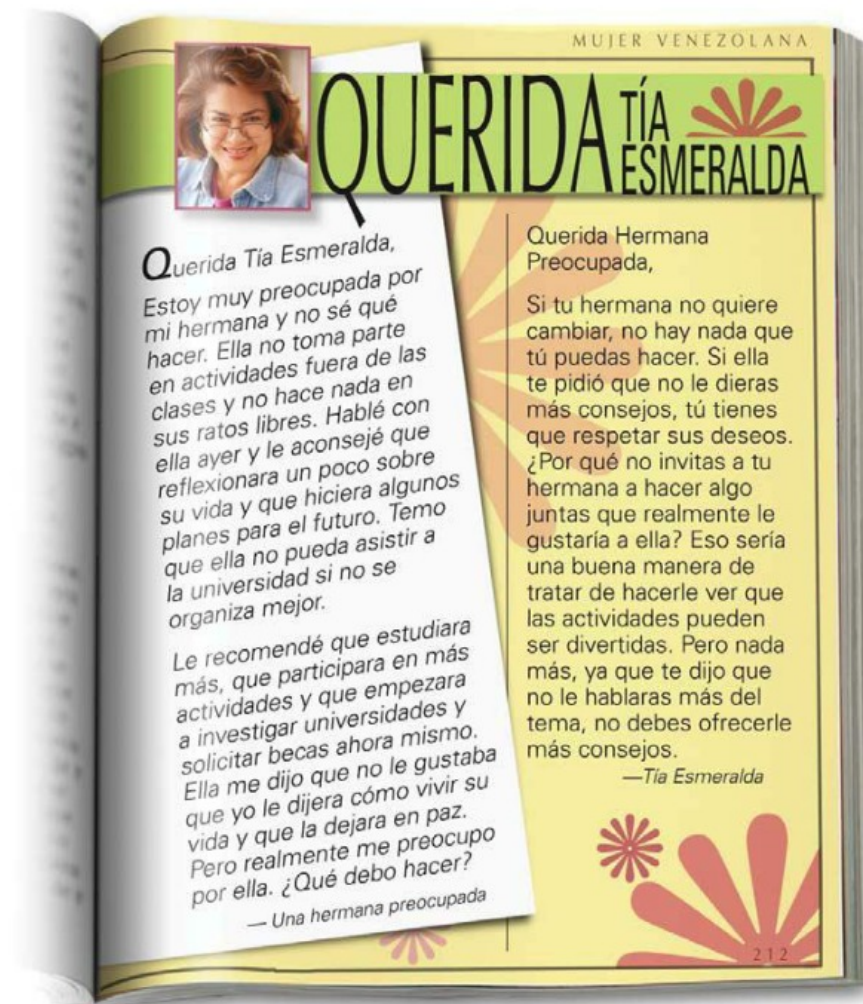 MUJER VENEZOLANA
QUERIDA TÍA
ESMERALDA
Querida Tía Esmeralda,
Estoy muy preocupada por
mi hermana y no sé qué
hacer. Ella no toma parte
en actividades fuera de las
clases y no hace nada en
sus ratos libres. Hablé con
ella ayer y le aconsejé que
reflexionara un poco sobre
su vida y que hiciera algunos
planes para el futuro. Temo
que ella no pueda asistir a
la universidad si no se
organiza mejor.
Le recomendé que estudiara
más, que participara en más
actividades y que empezara
a investigar universidades y
solicitar becas ahora mismo.
Ella me dijo que no le gustaba
que yo le dijera cómo vivir su
vida y que la dejara en paz.
Pero realmente me preocupo
por ella. ¿Qué debo hacer?
— Una hermana preocupada
Querida Hermana
Preocupada,
Si tu hermana no quiere
cambiar, no hay nada que
tú puedas hacer. Si ella
te pidió que no le dieras
más consejos, tú tienes
que respetar sus deseos.
¿Por qué no invitas a tu
hermana a hacer algo
juntas que realmente le
gustaría a ella? Eso sería
una buena manera de
tratar de hacerle ver que
las actividades pueden
ser divertidas. Pero nada
más, ya que te dijo que
no le hablaras más del
tema, no debes ofrecerle
más consejos.
—Tía Esmeralda
212